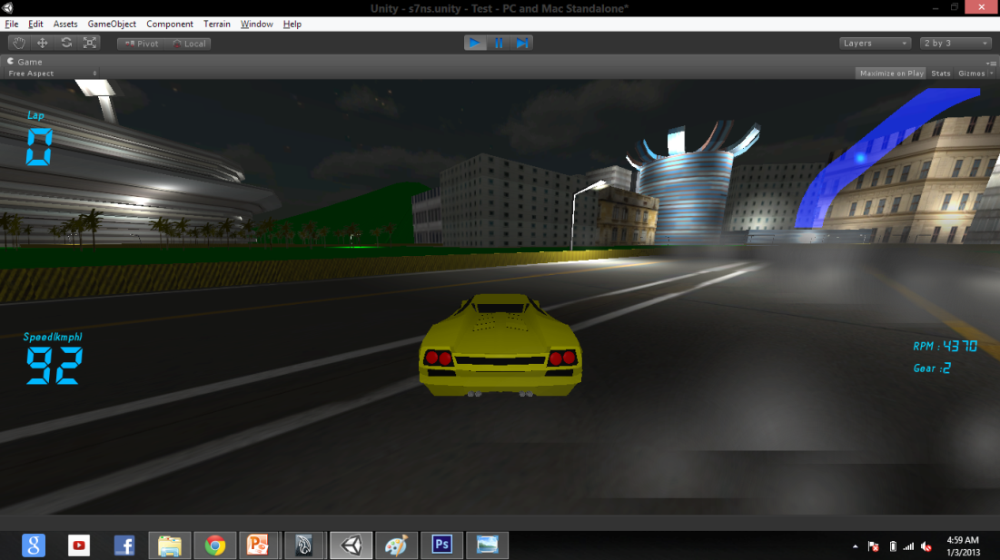 Unity - s7ns.unity - Test - PC and Mac Standalone*
File Edit Assets GameObject Component Terrain Window Help
Pivot Local Layers 2 by 3
Game
Free Aspect Maximize on Play Stats Gizmos
Lap
0
Speed(kmph)
92
RPM : 4370
Gear :2
8 f P Ps
4:59 AM
1/3/2013